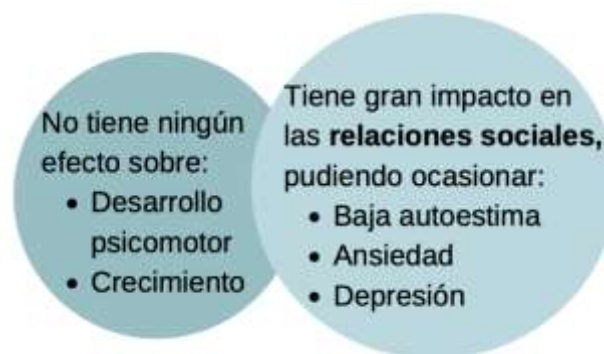 No tiene ningún
efecto sobre:
• Desarrollo
psicomotor
• Crecimiento
Tiene gran impacto en
las relaciones sociales,
pudiendo ocasionar:
• Baja autoestima
• Ansiedad
• Depresión